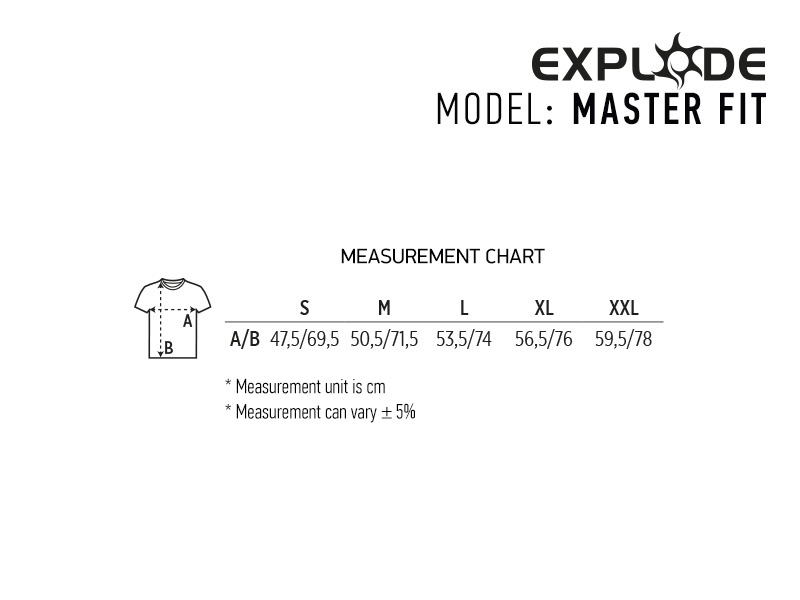 EXPLODE
MODEL: MASTER FIT
MEASUREMENT CHART
S M L XL XXL
A/B 47,5/69,5 50,5/71,5 53,5/74 56,5/76 59,5/78
A
B
* Measurement unit is cm
* Measurement can vary ± 5%